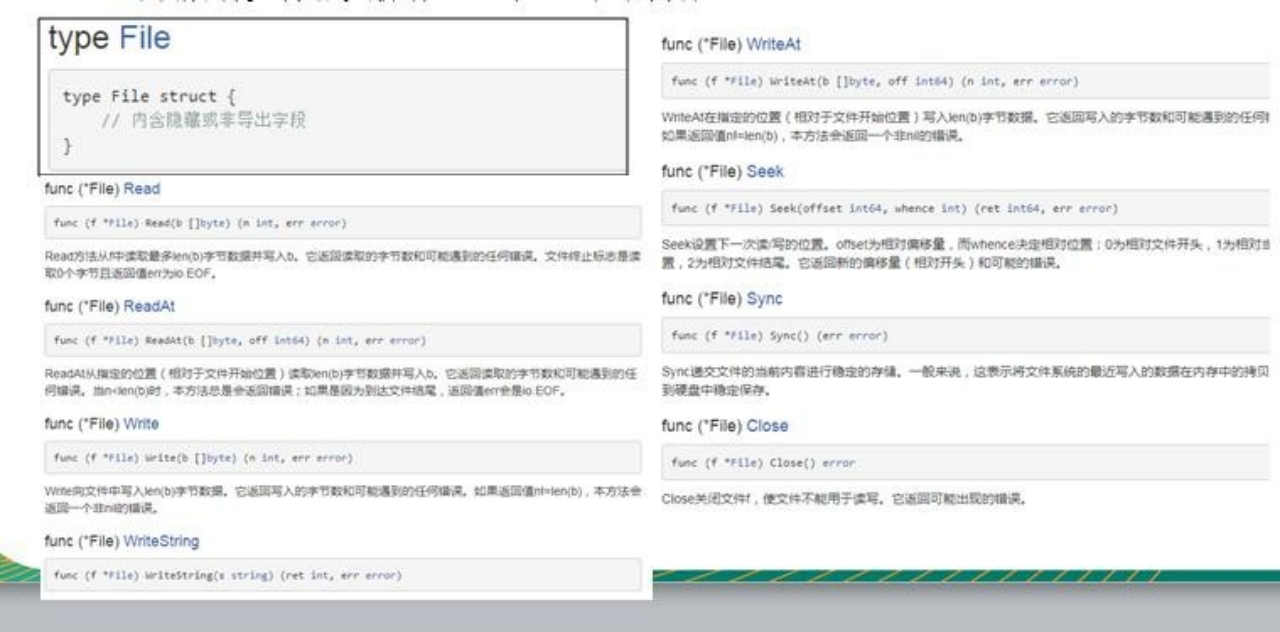 type File
type File struct {
// 内含隐藏或非导出字段
}
func (*File) Read
func (f *File) Read(b []byte) (n int, err error)
Read方法从f中读取最多len(b)字节数据并写入b。它返回读取的字节数和可能遇到的任何错误。文件终止标志是读
取0个字节且返回值err为io.EOF。
func (*File) ReadAt
func (f *File) ReadAt(b []byte, off int64) (n int, err error)
ReadAt从指定的位置（相对于文件开始位置）读取len(b)字节数据并写入b。它返回读取的字节数和可能遇到的任
何错误。当n<len(b)时，本方法总是会返回错误；如果是因为到达文件结尾，返回值err会是io.EOF。
func (*File) Write
func (f *File) Write(b []byte) (n int, err error)
Write向文件中写入len(b)字节数据。它返回写入的字节数和可能遇到的任何错误。如果返回值n!=len(b)，本方法会
返回一个非nil的错误。
func (*File) WriteString
func (f *File) WriteString(s string) (ret int, err error)
func (*File) WriteAt
func (f *File) WriteAt(b []byte, off int64) (n int, err error)
WriteAt在指定的位置（相对于文件开始位置）写入len(b)字节数据。它返回写入的字节数和可能遇到的任何
如果返回值n!=len(b)，本方法会返回一个非nil的错误。
func (*File) Seek
func (f *File) Seek(offset int64, whence int) (ret int64, err error)
Seek设置下一次读/写的位置。offset为相对偏移量，而whence决定相对位置：0为相对文件开头，1为相对
置，2为相对文件结尾。它返回新的偏移量（相对开头）和可能的错误。
func (*File) Sync
func (f *File) Sync() (err error)
Sync递交文件的当前内容进行稳定的存储。一般来说，这表示将文件系统的最近写入的数据在内存中的拷贝
到硬盘中稳定保存。
func (*File) Close
func (f *File) Close() error
Close关闭文件f，使文件不能用于读写。它返回可能出现的错误。